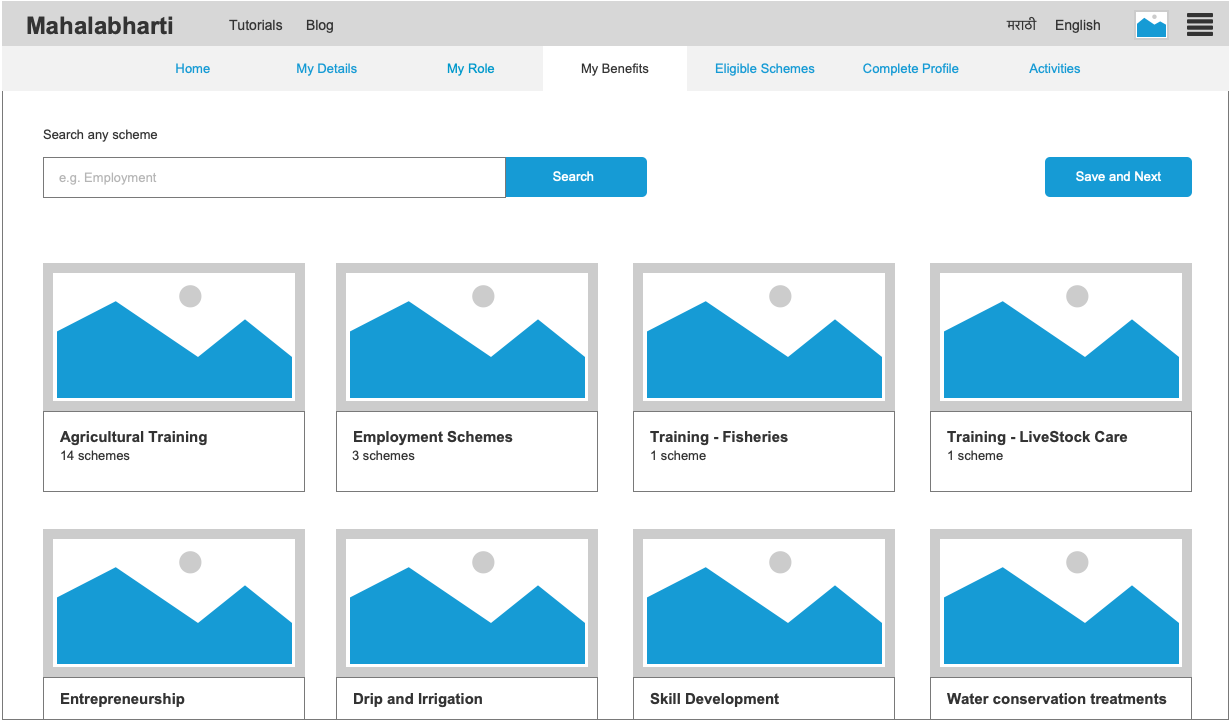 Mahalabharti Tutorials Blog मराठी English
Home My Details My Role My Benefits Eligible Schemes Complete Profile Activities
Search any scheme
e.g. Employment Search Save and Next
Agricultural Training Employment Schemes Training - Fisheries Training - LiveStock Care
14 schemes 3 schemes 1 scheme 1 scheme
Entrepreneurship Drip and Irrigation Skill Development Water conservation treatments